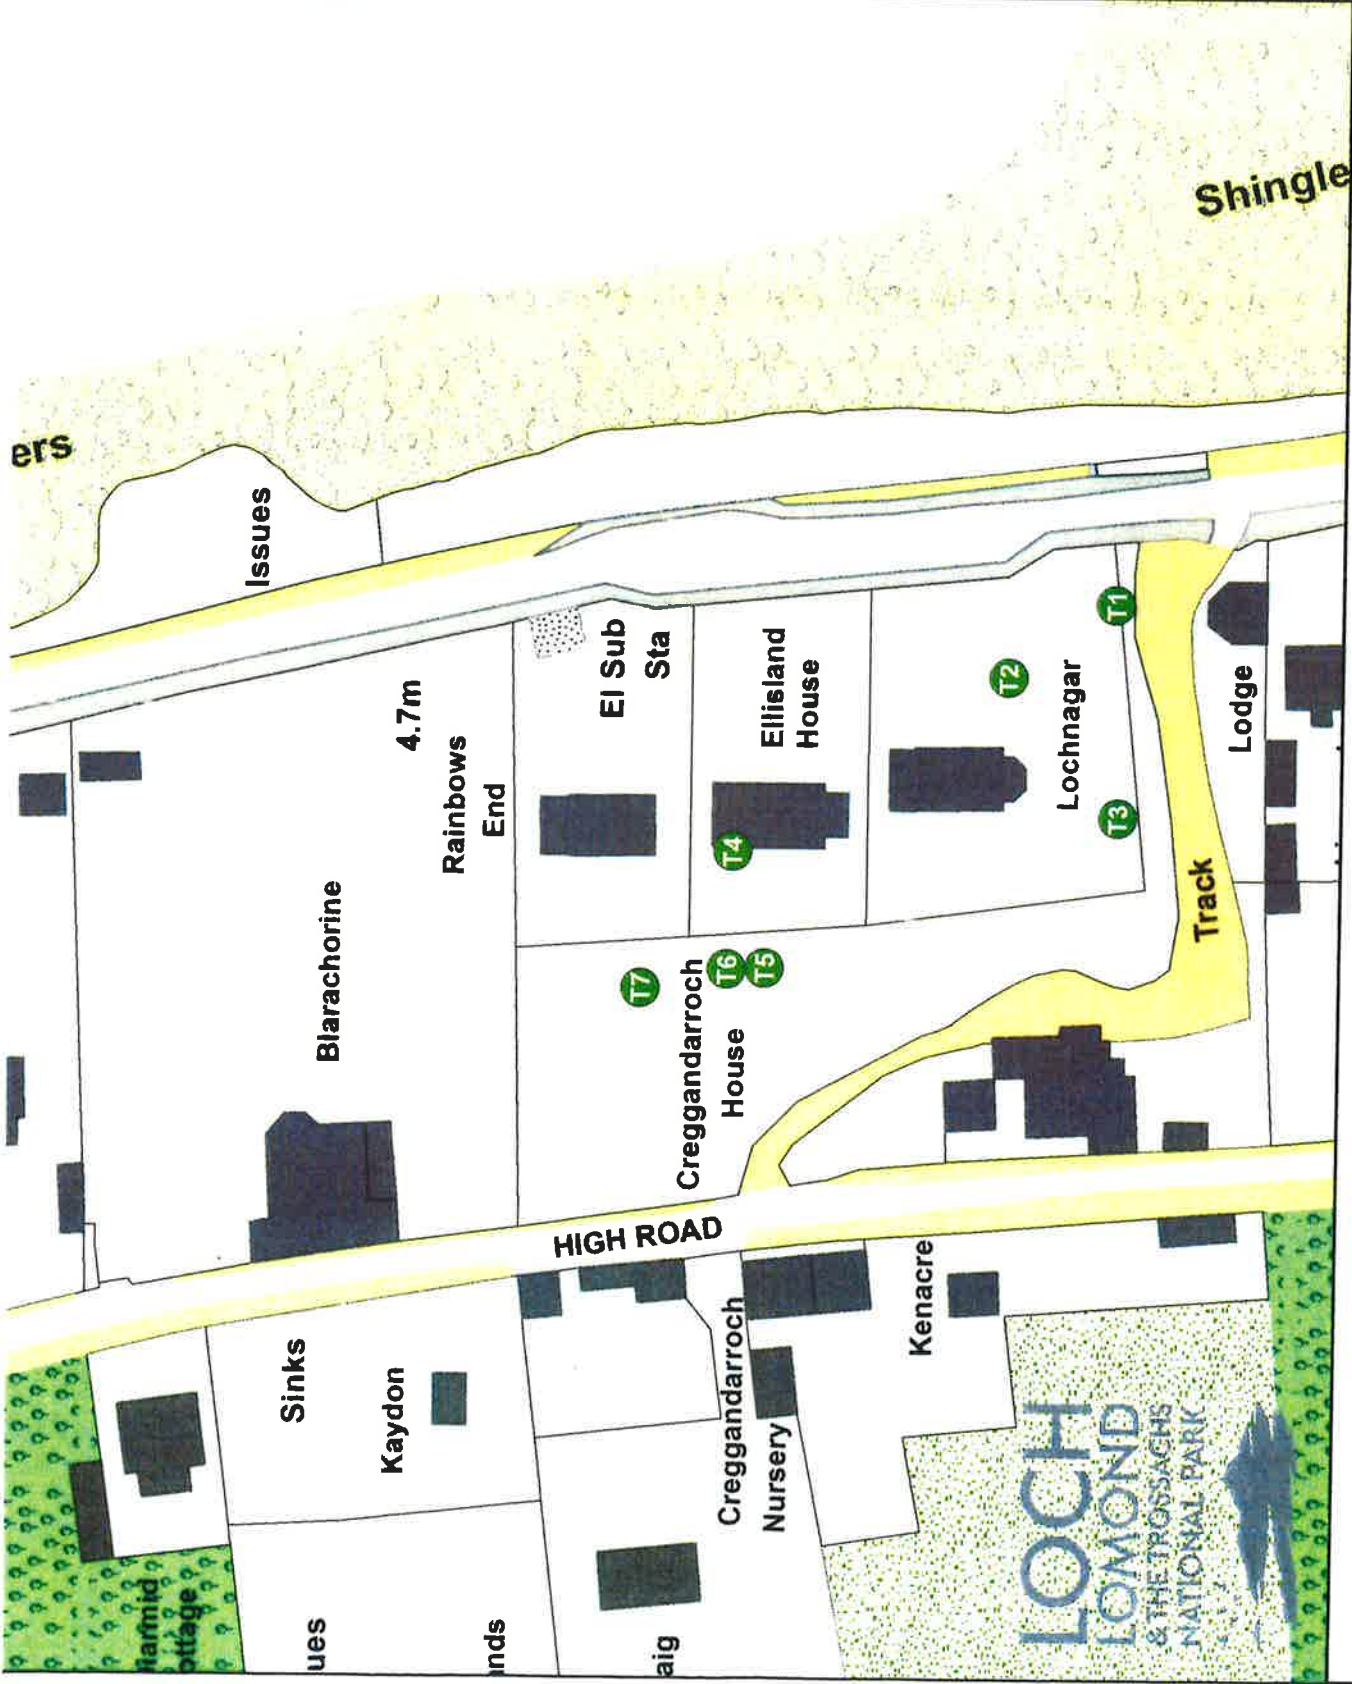 ers
Issues
4.7m
Rainbows
End
El Sub
Sta
Ellisland
House
Lochnagar
Shingle
Blarachorine
Creggandarroch
House
Track
Lodge
T1
T2
T3
T4
T5
T6
T7
HIGH ROAD
Sinks
Kaydon
Creggandarroch
Nursery
Kenacre
iarmid
ottage
ues
nds
aig
LOCH
LOMOND
& THE TROSSACHS
NATIONAL PARK